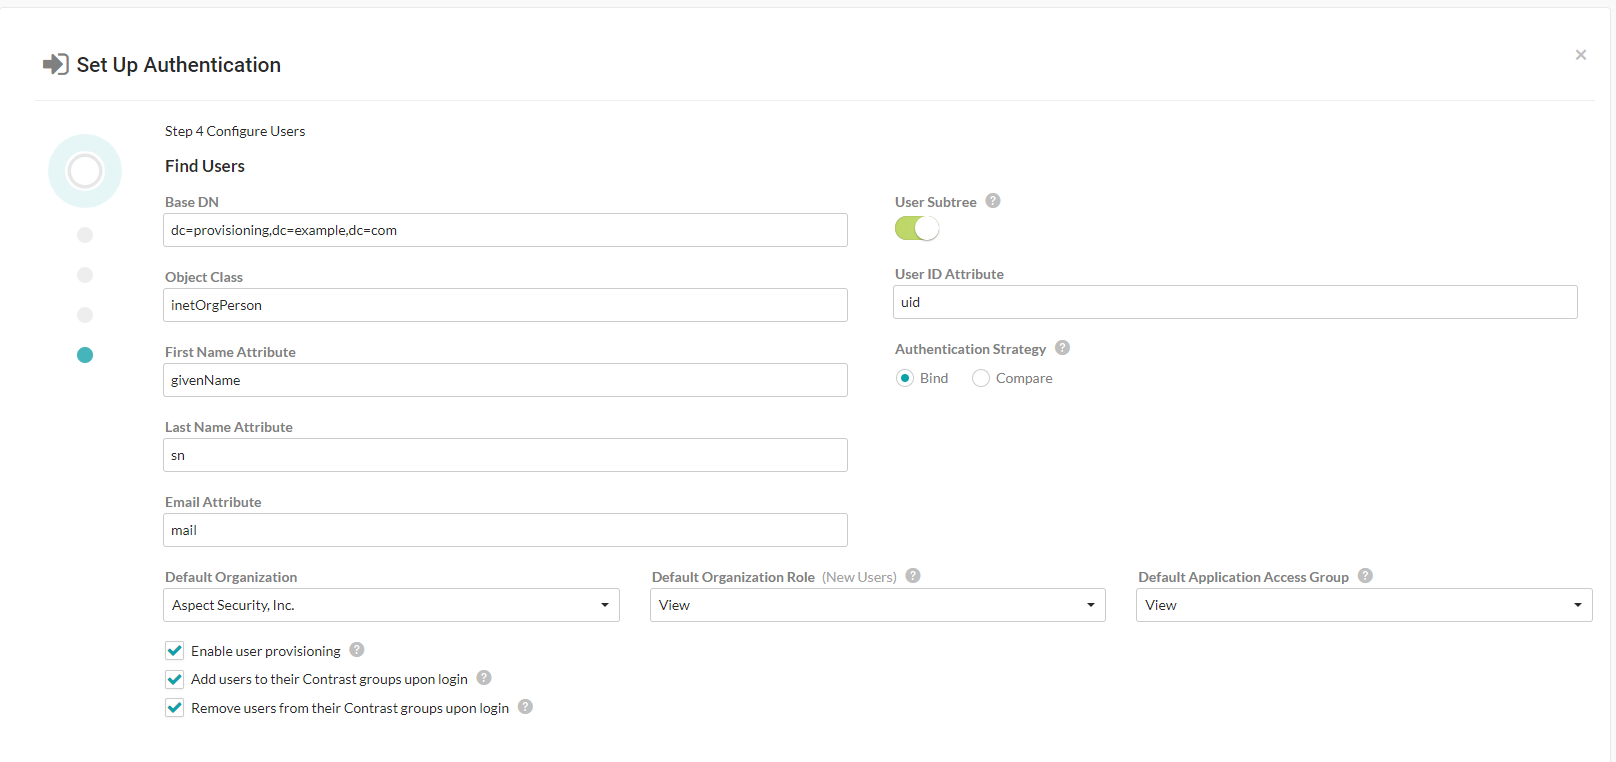 Set Up Authentication
×
Step 4 Configure Users
Find Users
Base DN
dc=provisioning,dc=example,dc=com
User Subtree ?
Object Class
inetOrgPerson
User ID Attribute
uid
First Name Attribute
givenName
Authentication Strategy ?
Bind Compare
Last Name Attribute
sn
Email Attribute
mail
Default Organization
Aspect Security, Inc.
Default Organization Role (New Users) ?
View
Default Application Access Group ?
View
Enable user provisioning ?
Add users to their Contrast groups upon login ?
Remove users from their Contrast groups upon login ?